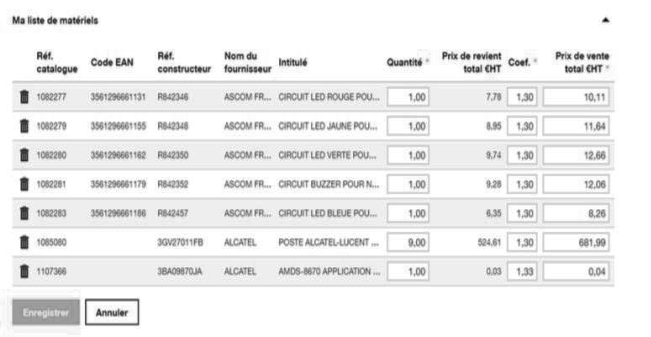 Ma liste de matériels
Réf. catalogue Code EAN Réf. constructeur Nom du fournisseur Intitulé Quantité * Prix de revient total €HT Coef. * Prix de vente total €HT *
1082277 3561296661131 R842346 ASCOM FR... CIRCUIT LED ROUGE POU... 1,00 7,78 1,30 10,11
1082279 3561296661155 R842348 ASCOM FR... CIRCUIT LED JAUNE POU... 1,00 8,95 1,30 11,64
1082280 3561296661162 R842350 ASCOM FR... CIRCUIT LED VERTE POU... 1,00 9,74 1,30 12,66
1082281 3561296661179 R842352 ASCOM FR... CIRCUIT BUZZER POUR N... 1,00 9,28 1,30 12,06
1082283 3561296661186 R842457 ASCOM FR... CIRCUIT LED BLEUE POU... 1,00 6,35 1,30 8,26
1085080 3GV27011FB ALCATEL POSTE ALCATEL-LUCENT ... 9,00 524,61 1,30 681,99
1107366 3BA09870JA ALCATEL AMDS-8670 APPLICATION ... 1,00 0,03 1,33 0,04
Enregistrer Annuler